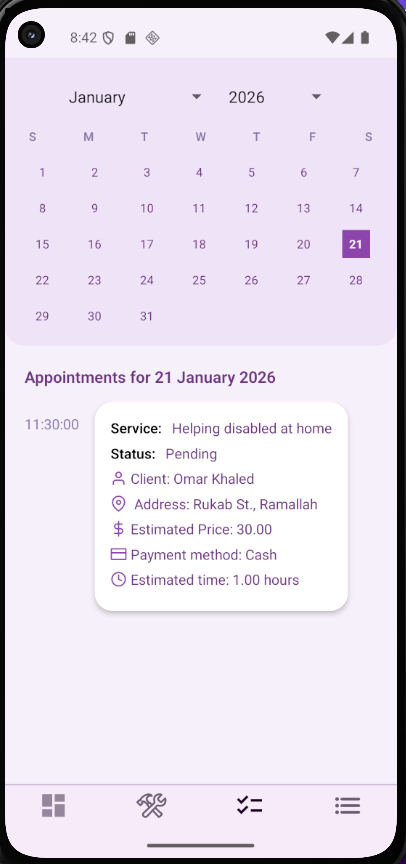 8:42
January 2026
S M T W T F S
1 2 3 4 5 6 7
8 9 10 11 12 13 14
15 16 17 18 19 20 21
22 23 24 25 26 27 28
29 30 31
Appointments for 21 January 2026
11:30:00
Service: Helping disabled at home
Status: Pending
Client: Omar Khaled
Address: Rukab St., Ramallah
$ Estimated Price: 30.00
Payment method: Cash
Estimated time: 1.00 hours